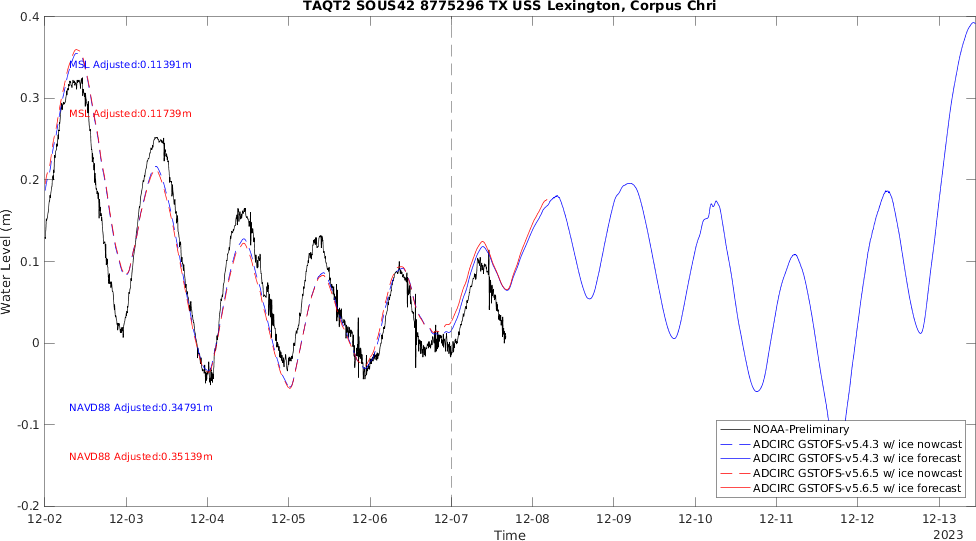 TAQT2 SOUS42 8775296 TX USS Lexington, Corpus Chri
Water Level (m)
0.4
0.3
0.2
0.1
0
-0.1
-0.2
MSL Adjusted:0.11391m
MSL Adjusted:0.11739m
NAVD88 Adjusted:0.34791m
NAVD88 Adjusted:0.35139m
NOAA-Preliminary
ADCIRC GSTOFS-v5.4.3 w/ ice nowcast
ADCIRC GSTOFS-v5.4.3 w/ ice forecast
ADCIRC GSTOFS-v5.6.5 w/ ice nowcast
ADCIRC GSTOFS-v5.6.5 w/ ice forecast
12-02 12-03 12-04 12-05 12-06 12-07 12-08 12-09 12-10 12-11 12-12 12-13
Time
2023